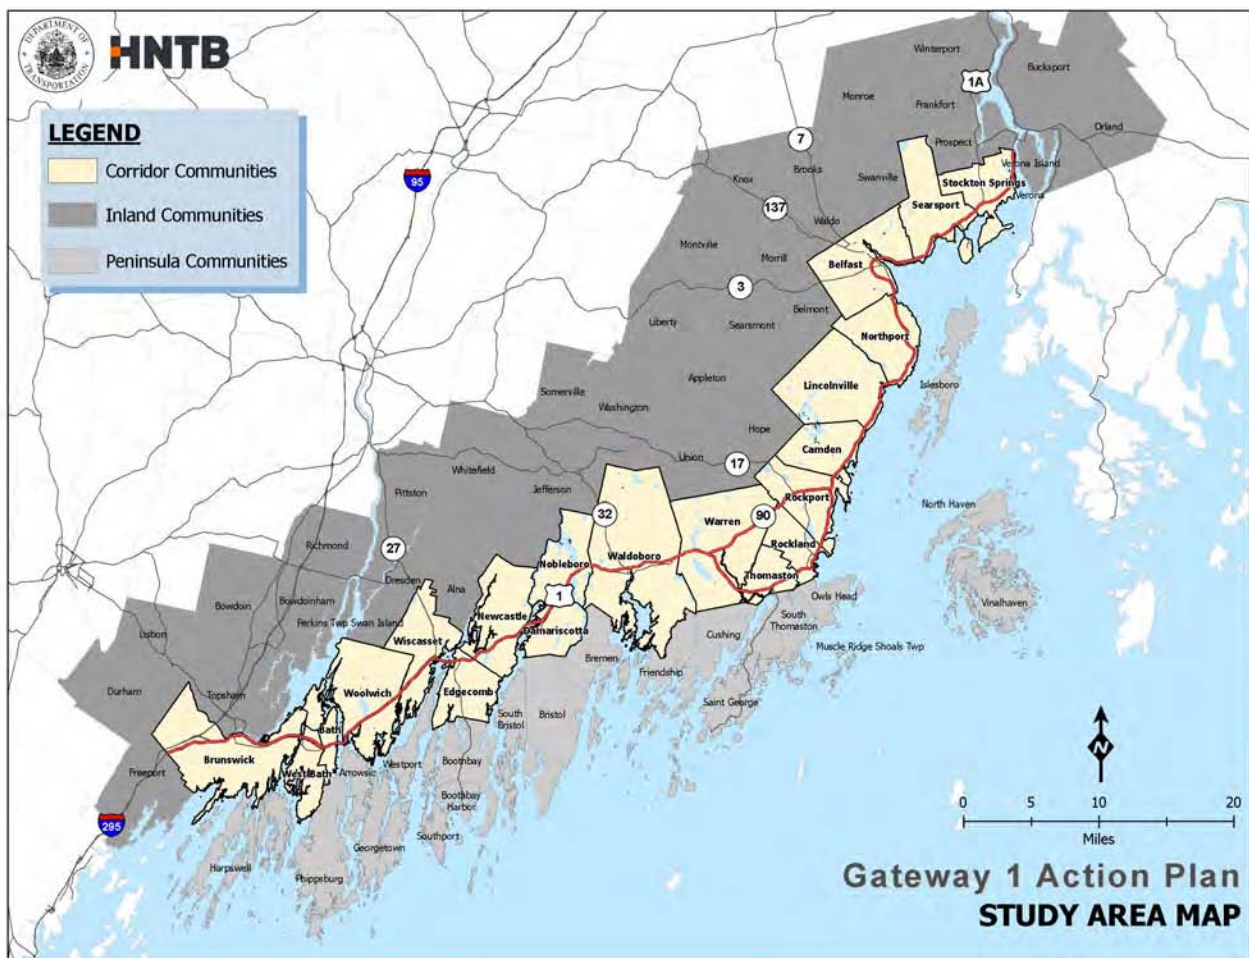 DEPARTMENT OF
TRANSPORTATION
HNTB
LEGEND
Corridor Communities
Inland Communities
Peninsula Communities
95
Winterport
Bucksport
1A
Monroe
Frankfort
Orland
7
Prospect
Brooks
Verona Island
Knox
Swanville
Stockton Springs
Verona
137
Searsport
Waldo
Montville
Morrill
Belfast
3
Belmont
Liberty
Searsmont
Northport
Islesboro
Appleton
Lincolnville
Somerville
Washington
Hope
Camden
Union
17
Whitefield
Jefferson
Pittston
Rockport
North Haven
32
Warren
90
Richmond
27
Rockland
Waldoboro
Nobleboro
Thomaston
Dresden
Alna
1
Owls Head
Vinalhaven
Bowdoin
Bowdoinham
Newcastle
South
Thomaston
Perkins Twp Swan Island
Damariscotta
Cushing
Lisbon
Wiscasset
Muscle Ridge Shoals Twp
Bremen
Friendship
Durham
Topsham
Woolwich
Edgecomb
Saint George
South
Bristol
Bristol
Bath
Brunswick
Westport
Boothbay
Freeport
West Bath
Arrowsic
Boothbay
Harbor
295
Southport
Georgetown
Harpswell
Phippsburg
N
0 5 10 20
Miles
Gateway 1 Action Plan
STUDY AREA MAP